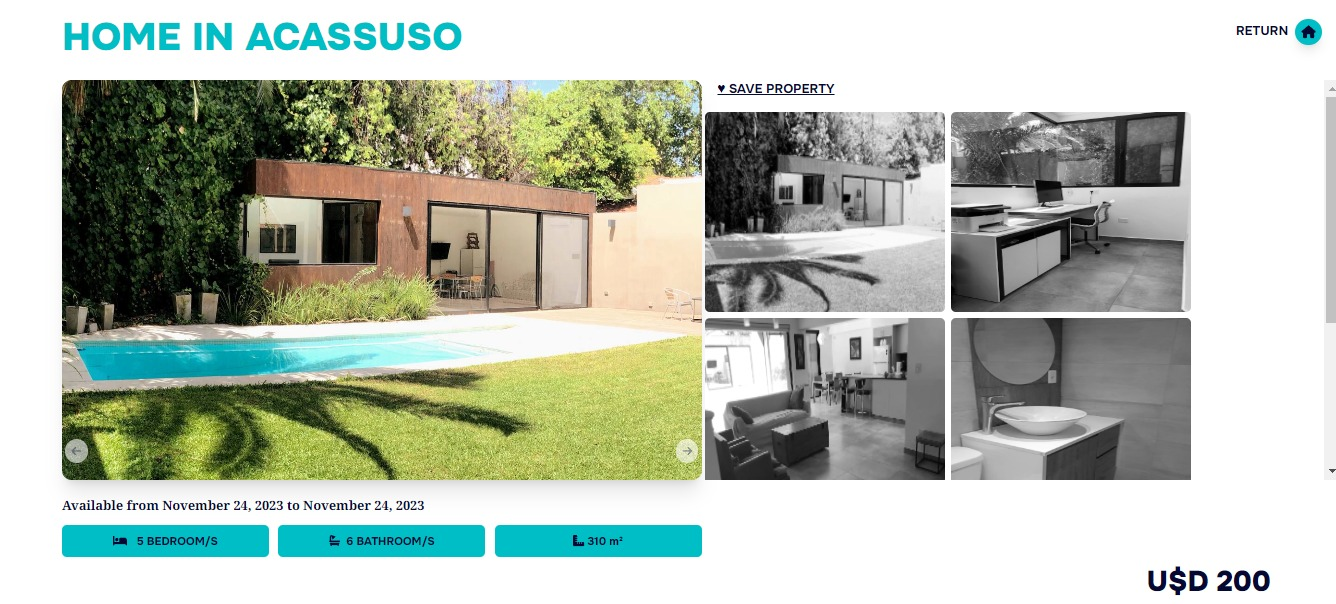 HOME IN ACASSUSO
RETURN
♥ SAVE PROPERTY
Available from November 24, 2023 to November 24, 2023
5 BEDROOM/S
6 BATHROOM/S
310 m²
U$D 200